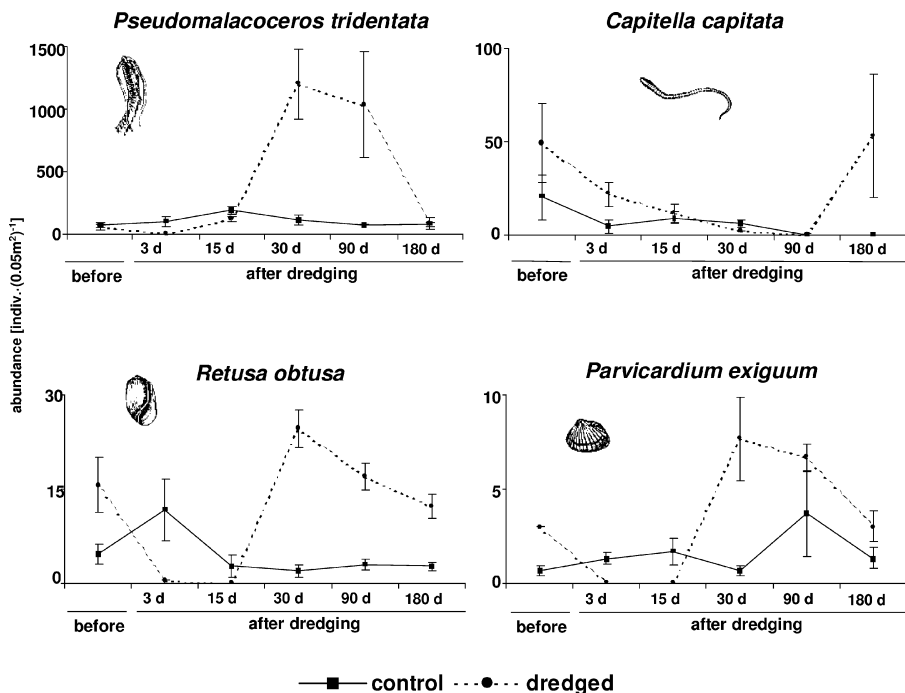 Pseudomalacoceros tridentata
Capitella capitata
1500
1000
500
0
3 d 15 d 30 d 90 d 180 d
before
after dredging
100
50
0
3 d 15 d 30 d 90 d 180 d
before
after dredging
abundance [indiv.·(0.05m²)⁻¹]
Retusa obtusa
Parvicardium exiguum
30
15
0
3 d 15 d 30 d 90 d 180 d
before
after dredging
10
5
0
3 d 15 d 30 d 90 d 180 d
before
after dredging
control dredged